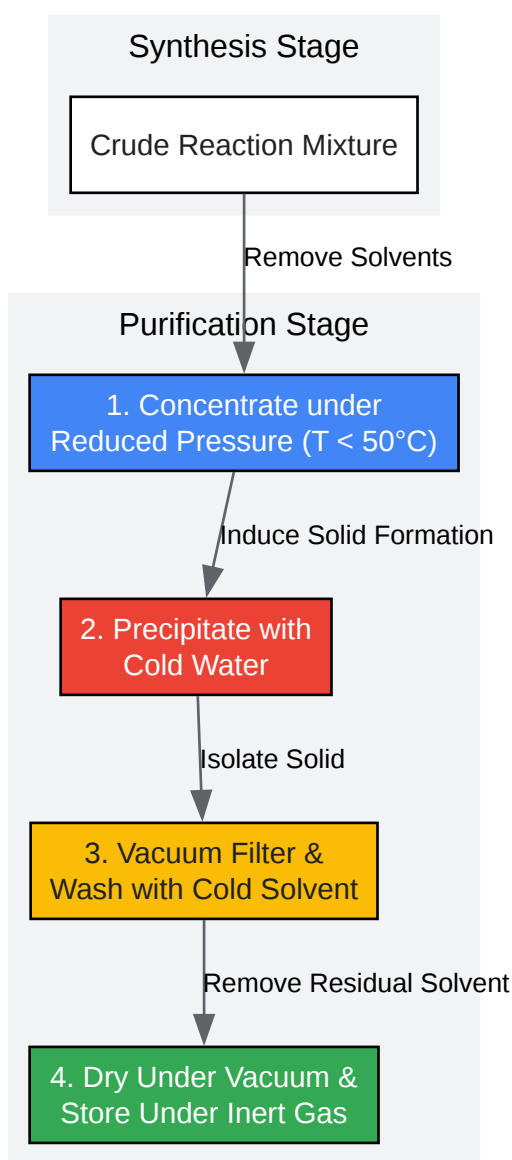 Synthesis Stage
Crude Reaction Mixture
Remove Solvents
Purification Stage
1. Concentrate under
Reduced Pressure (T < 50°C)
Induce Solid Formation
2. Precipitate with
Cold Water
Isolate Solid
3. Vacuum Filter &
Wash with Cold Solvent
Remove Residual Solvent
4. Dry Under Vacuum &
Store Under Inert Gas